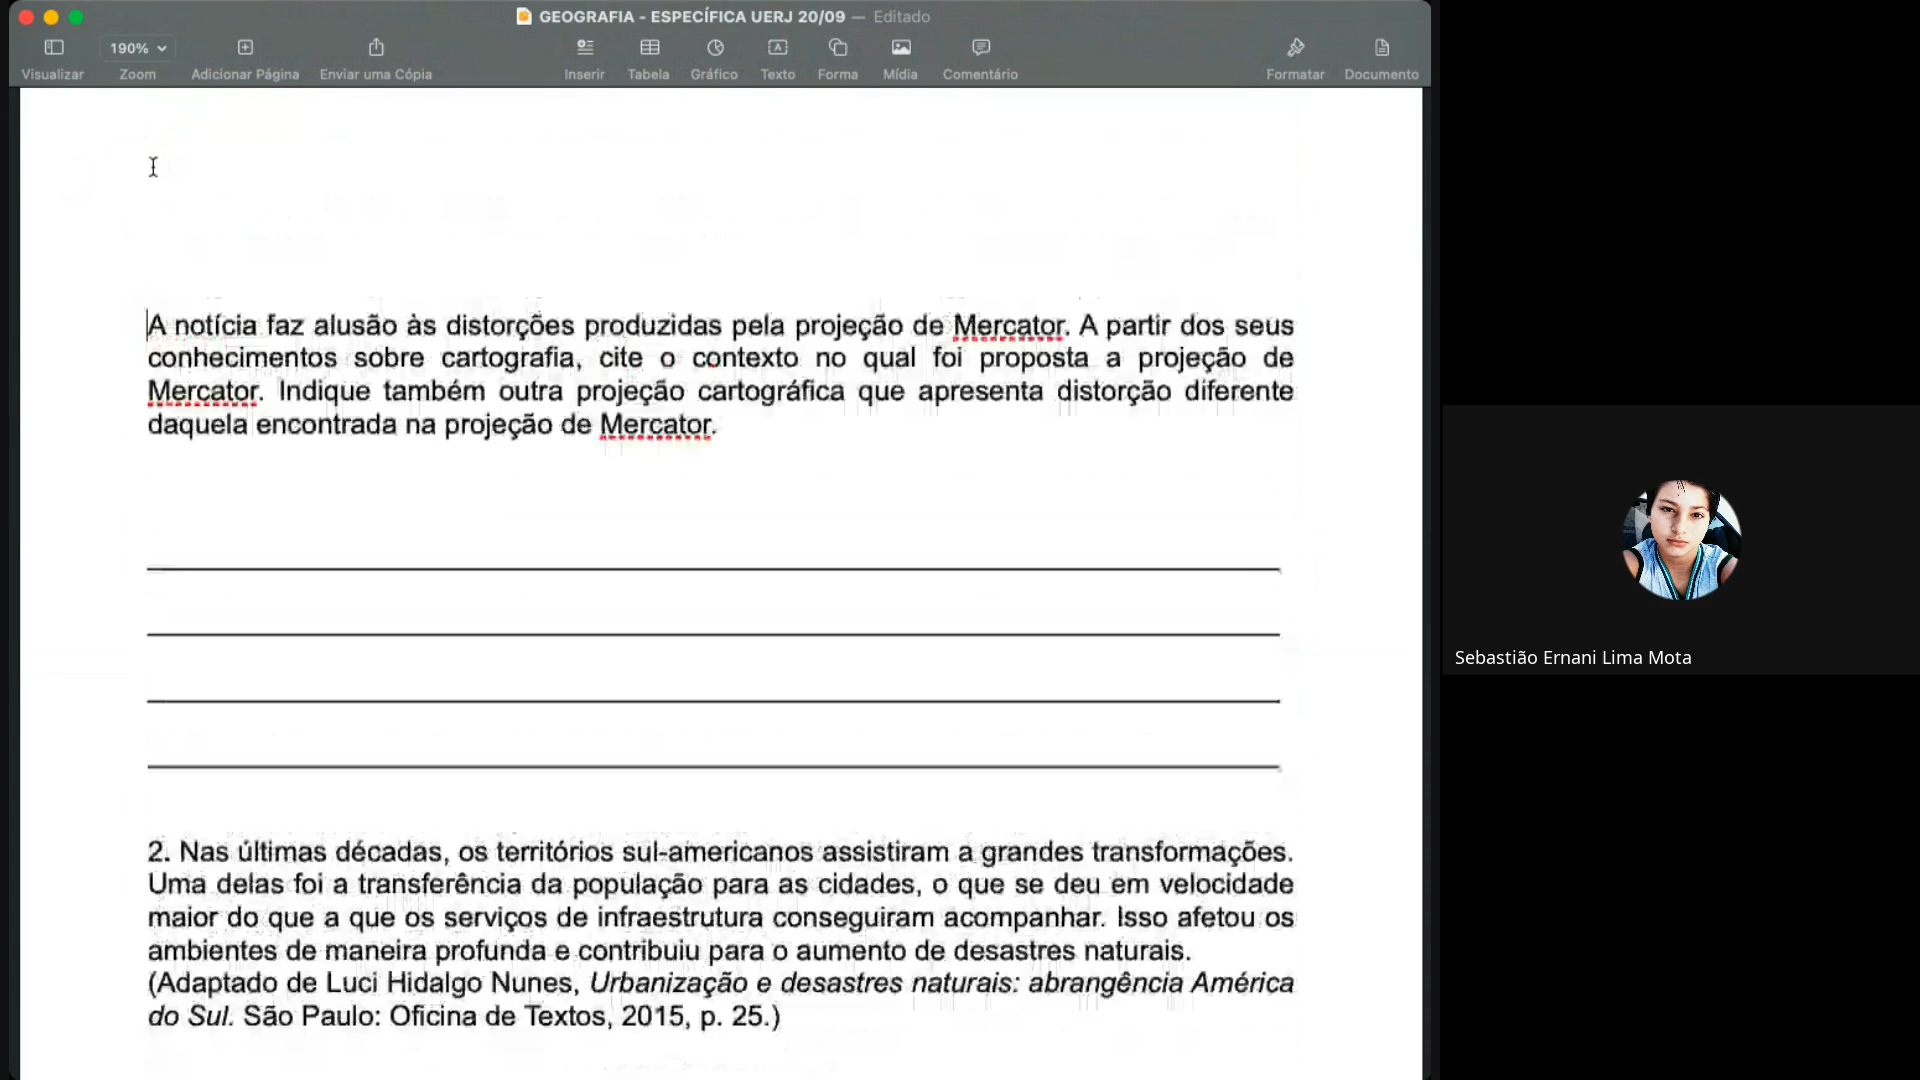 GEOGRAFIA - ESPECÍFICA UERJ 20/09 — Editado
190%
Visualizar Zoom Adicionar Página Enviar uma Cópia Inserir Tabela Gráfico Texto Forma Mídia Comentário Formatar Documento
A notícia faz alusão às distorções produzidas pela projeção de Mercator. A partir dos seus
conhecimentos sobre cartografia, cite o contexto no qual foi proposta a projeção de
Mercator. Indique também outra projeção cartográfica que apresenta distorção diferente
daquela encontrada na projeção de Mercator.
2. Nas últimas décadas, os territórios sul-americanos assistiram a grandes transformações.
Uma delas foi a transferência da população para as cidades, o que se deu em velocidade
maior do que a que os serviços de infraestrutura conseguiram acompanhar. Isso afetou os
ambientes de maneira profunda e contribuiu para o aumento de desastres naturais.
(Adaptado de Luci Hidalgo Nunes, Urbanização e desastres naturais: abrangência América
do Sul. São Paulo: Oficina de Textos, 2015, p. 25.)
Sebastião Ernani Lima Mota